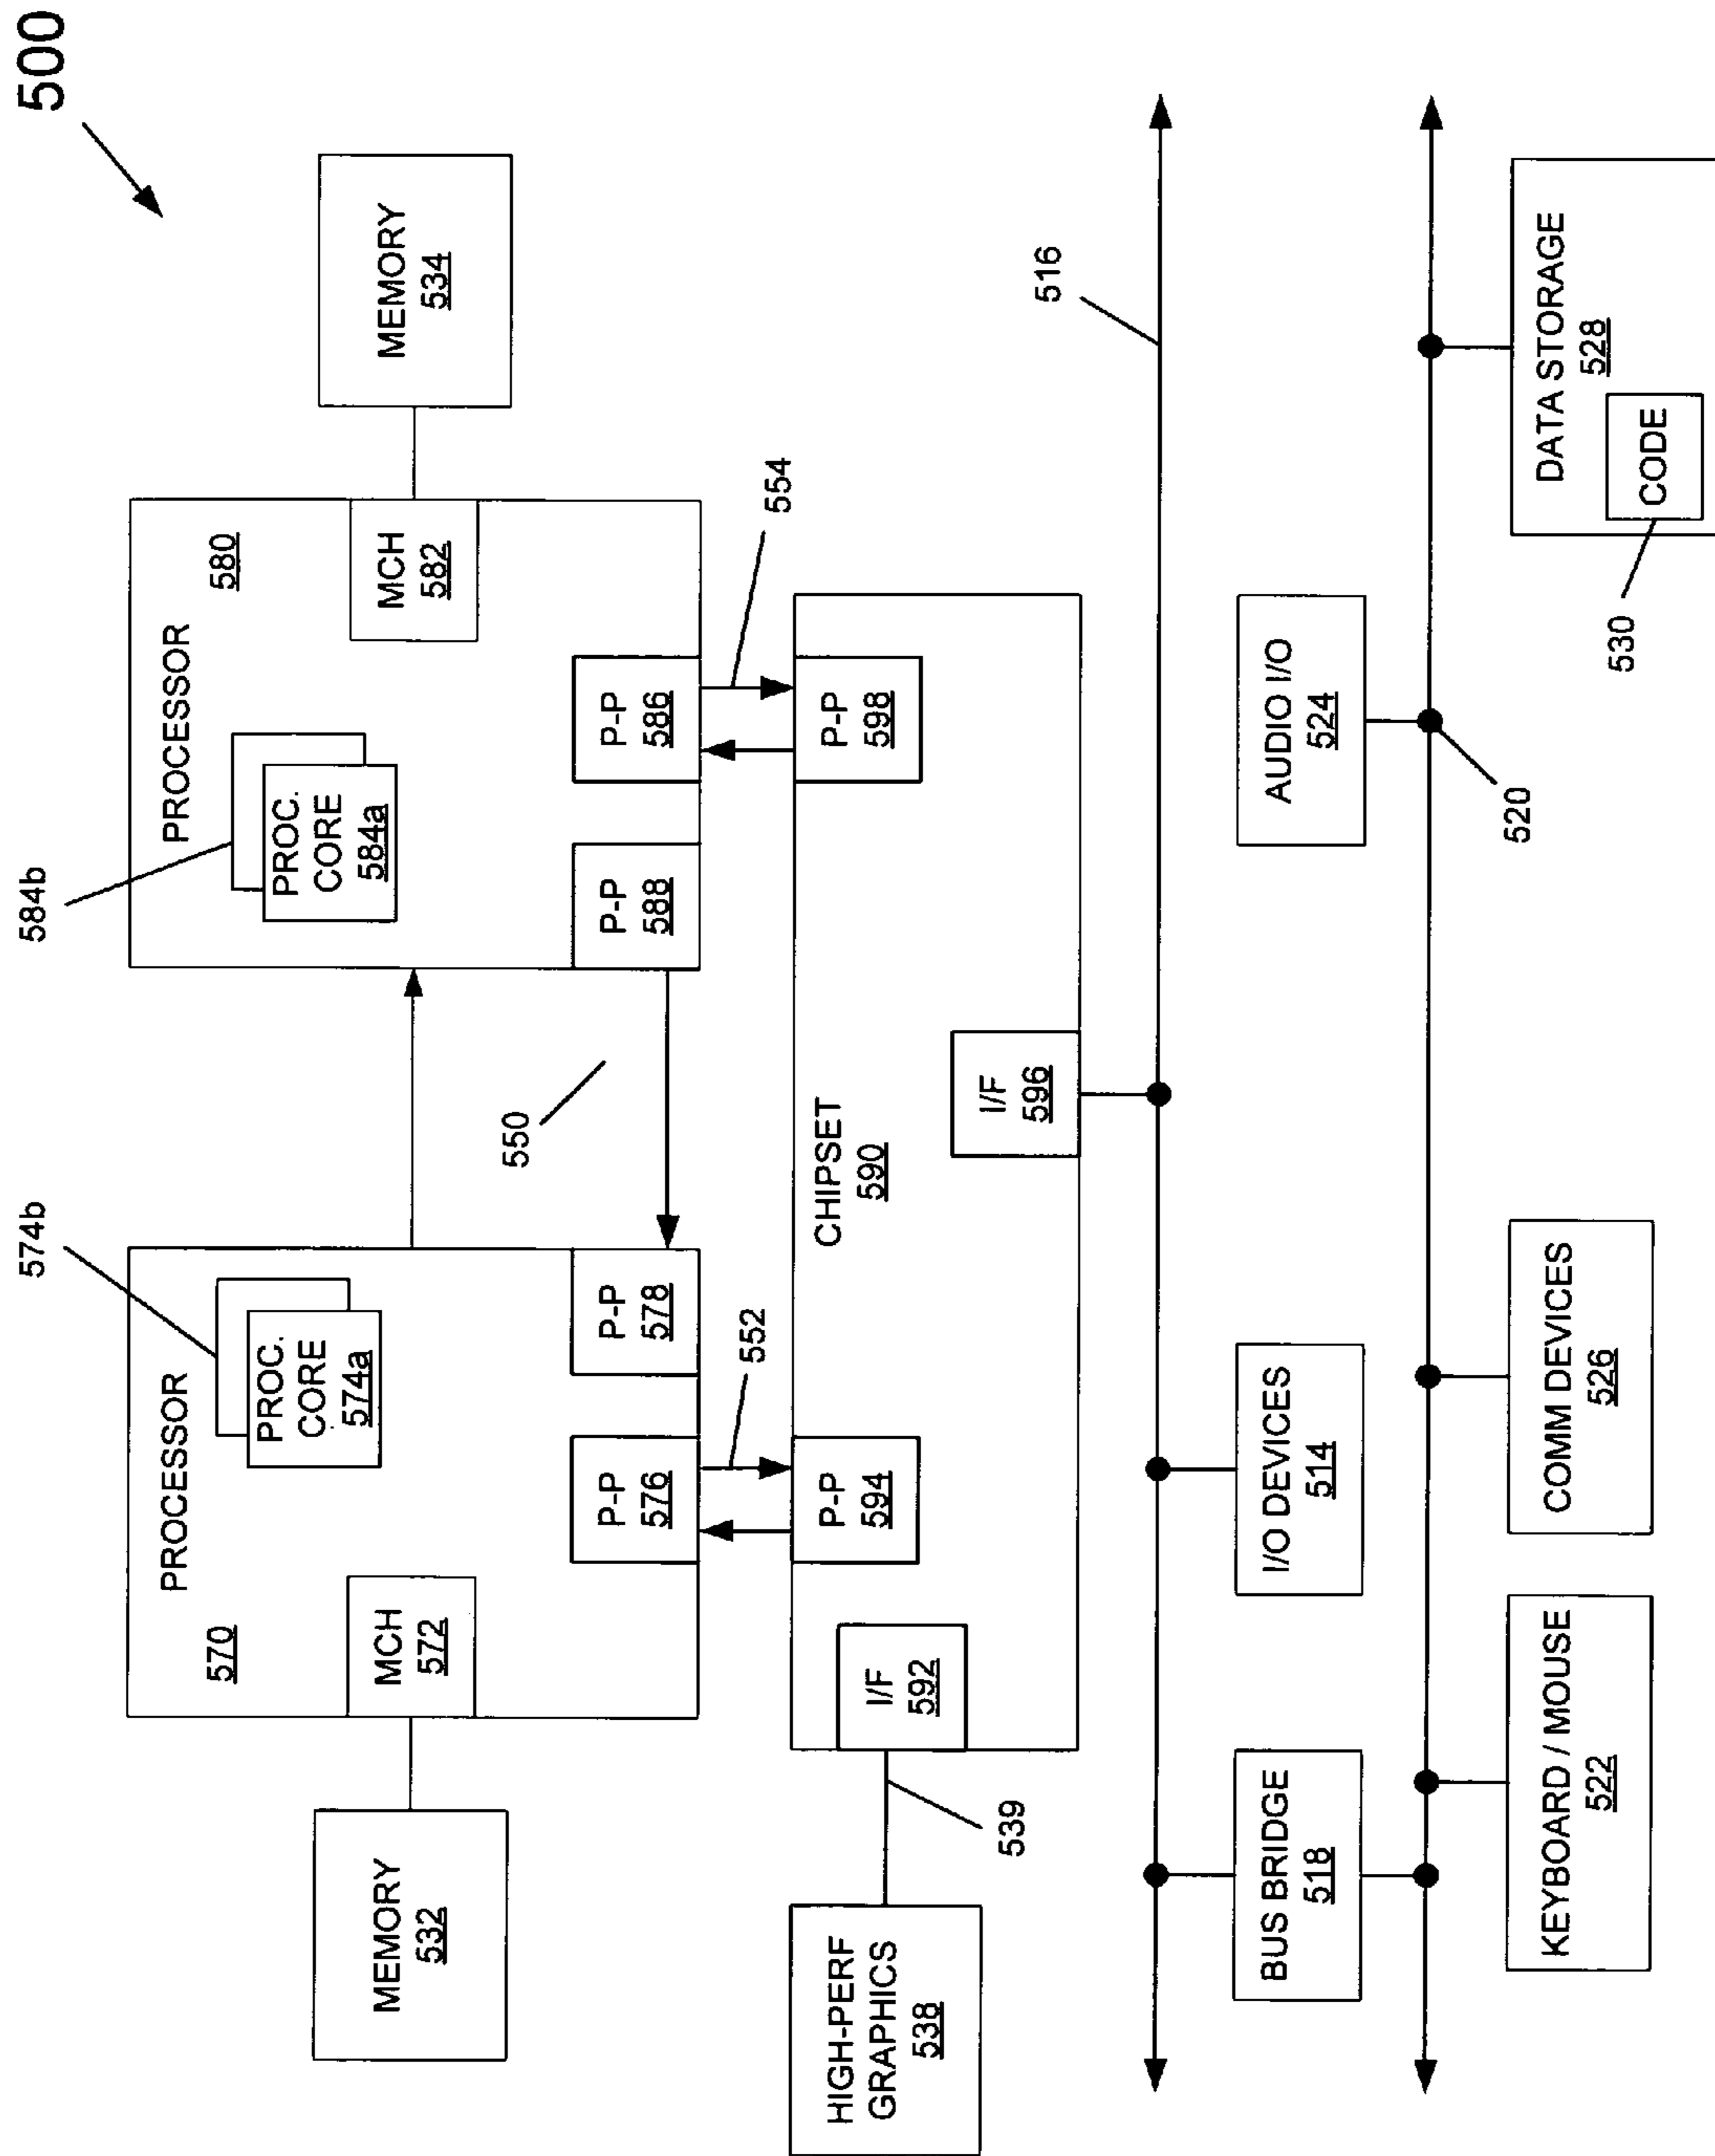 500
574b
584b
PROCESSOR
570
PROC.
CORE
574a
MCH
572
P-P
576
P-P
578
MEMORY
532
550
PROCESSOR
580
PROC.
CORE
584a
MCH
582
P-P
588
P-P
586
MEMORY
534
552
554
HIGH-PERF
GRAPHICS
538
539
I/F
592
P-P
594
CHIPSET
590
P-P
598
I/F
596
516
BUS BRIDGE
518
I/O DEVICES
514
AUDIO I/O
524
520
KEYBOARD / MOUSE
522
COMM DEVICES
526
DATA STORAGE
528
CODE
530